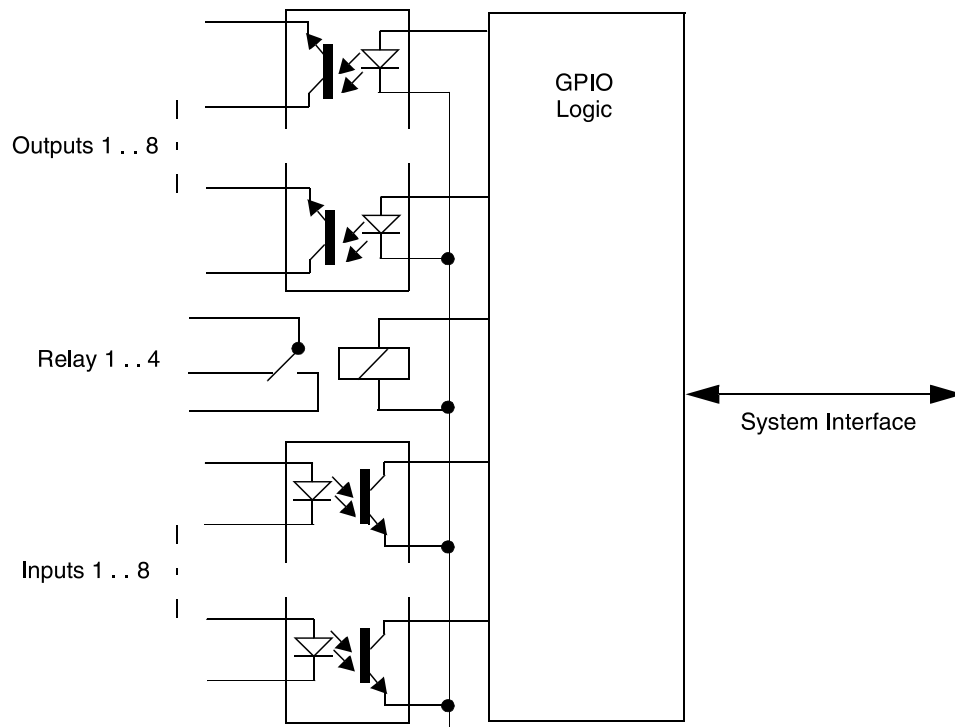 GPIO
Logic
Outputs 1 . . 8
Relay 1 . . 4
System Interface
Inputs 1 . . 8